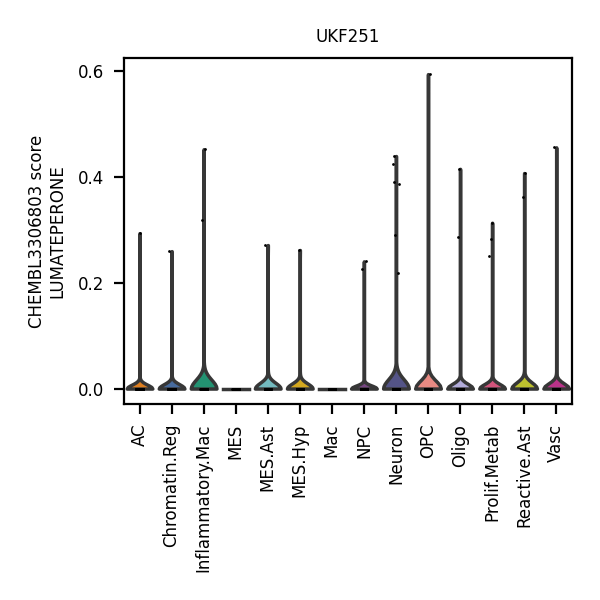 UKF251
CHEMBL3306803 score
LUMATEPERONE
0.6
0.4
0.2
0.0
AC
Chromatin.Reg
Inflammatory.Mac
MES
MES.Ast
MES.Hyp
Mac
NPC
Neuron
OPC
Oligo
Prolif.Metab
Reactive.Ast
Vasc